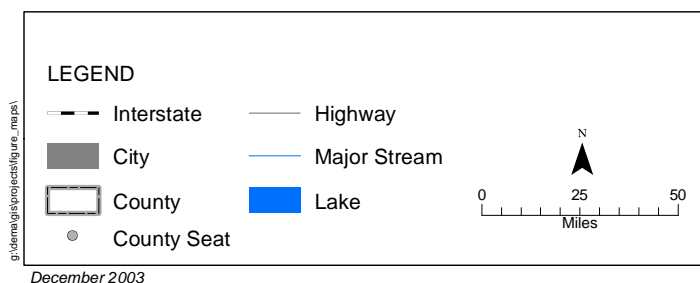 LEGEND
Interstate
Highway
City
Major Stream
County
Lake
County Seat
N
0 25 50
Miles
g:\dema\gis\projects\figure_maps\
December 2003